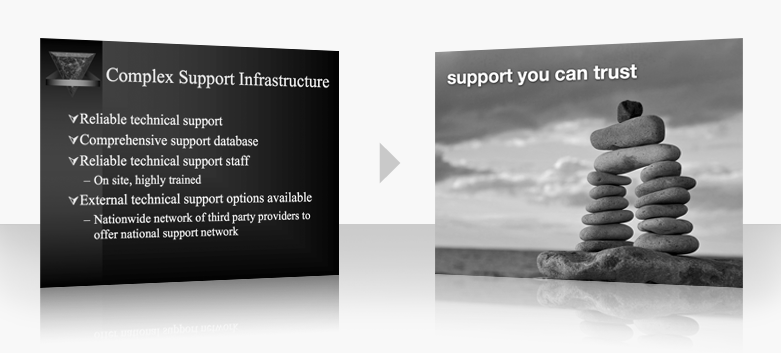 Complex Support Infrastructure
Reliable technical support
Comprehensive support database
Reliable technical support staff
– On site, highly trained
External technical support options available
– Nationwide network of third party providers to
offer national support network
support you can trust